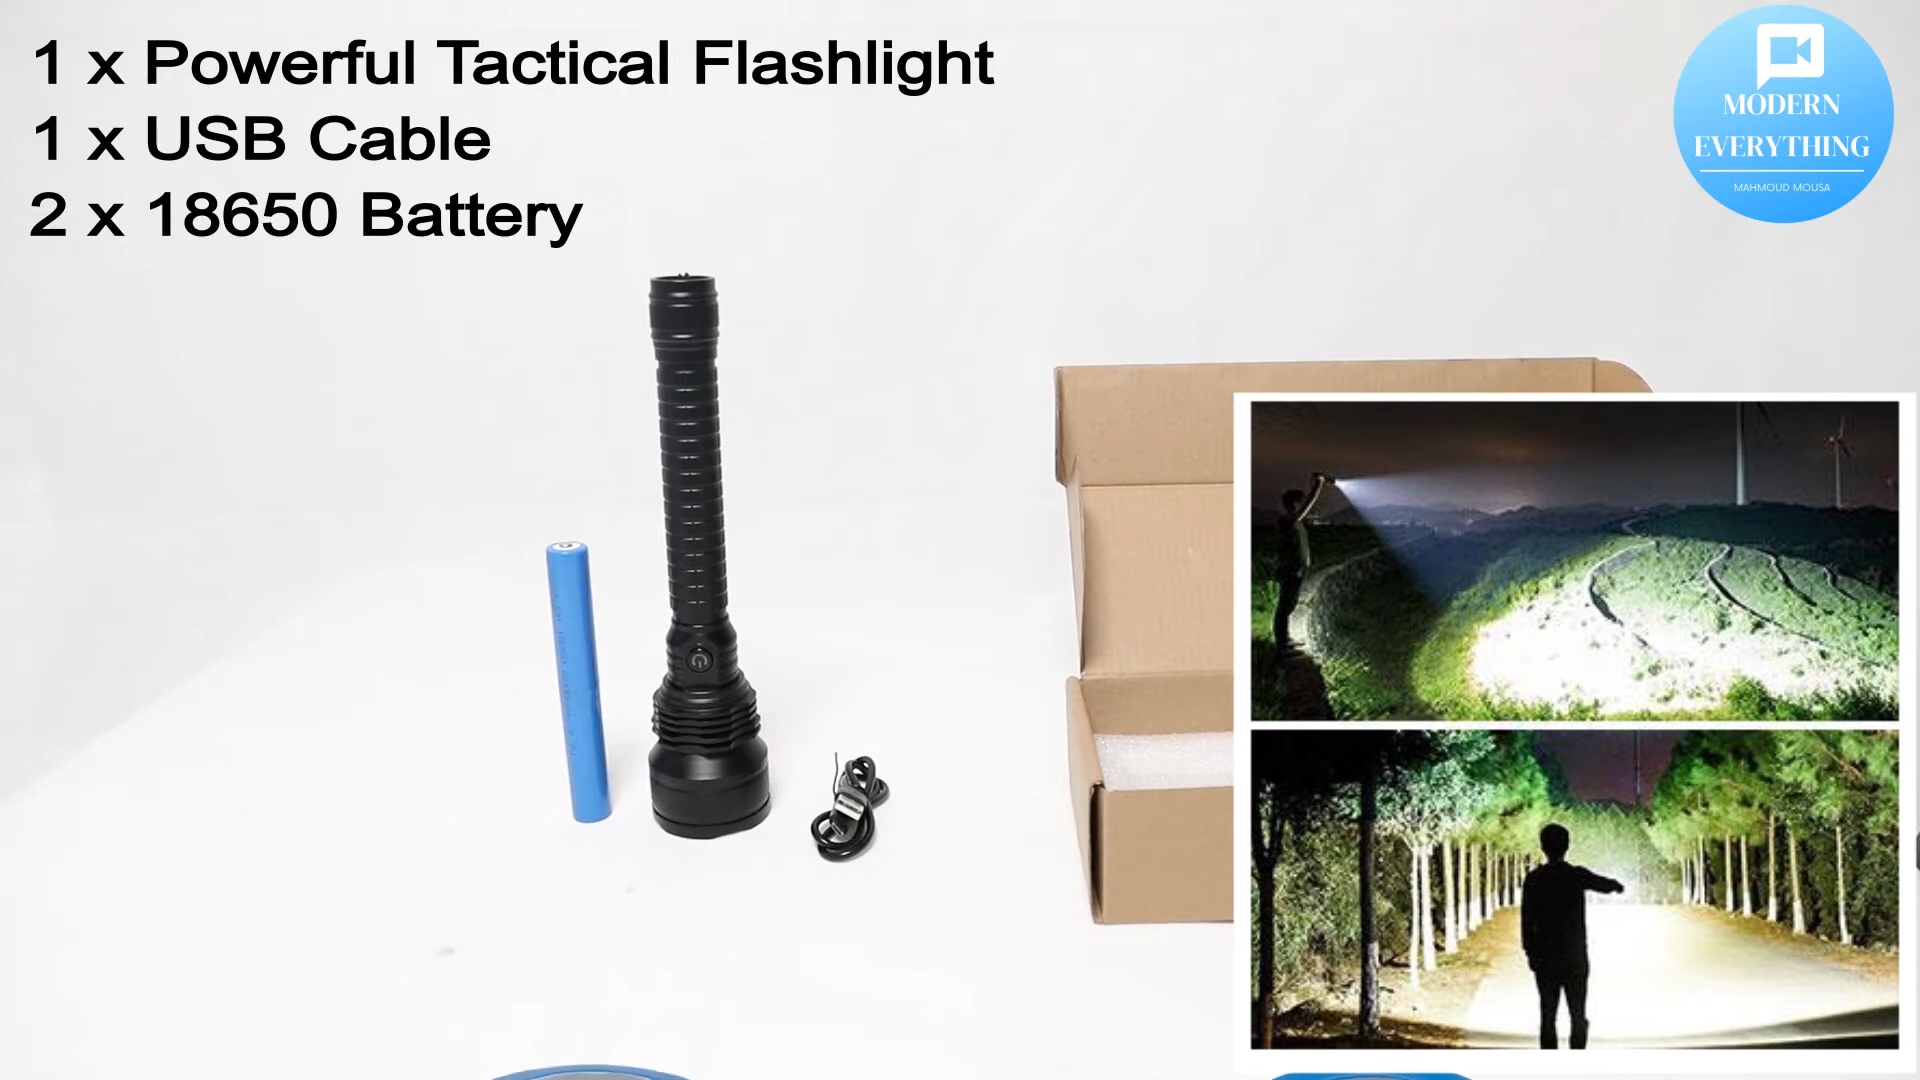 1 x Powerful Tactical Flashlight
1 x USB Cable
2 x 18650 Battery
MODERN
EVERYTHING
MAHMOUD MOUSA